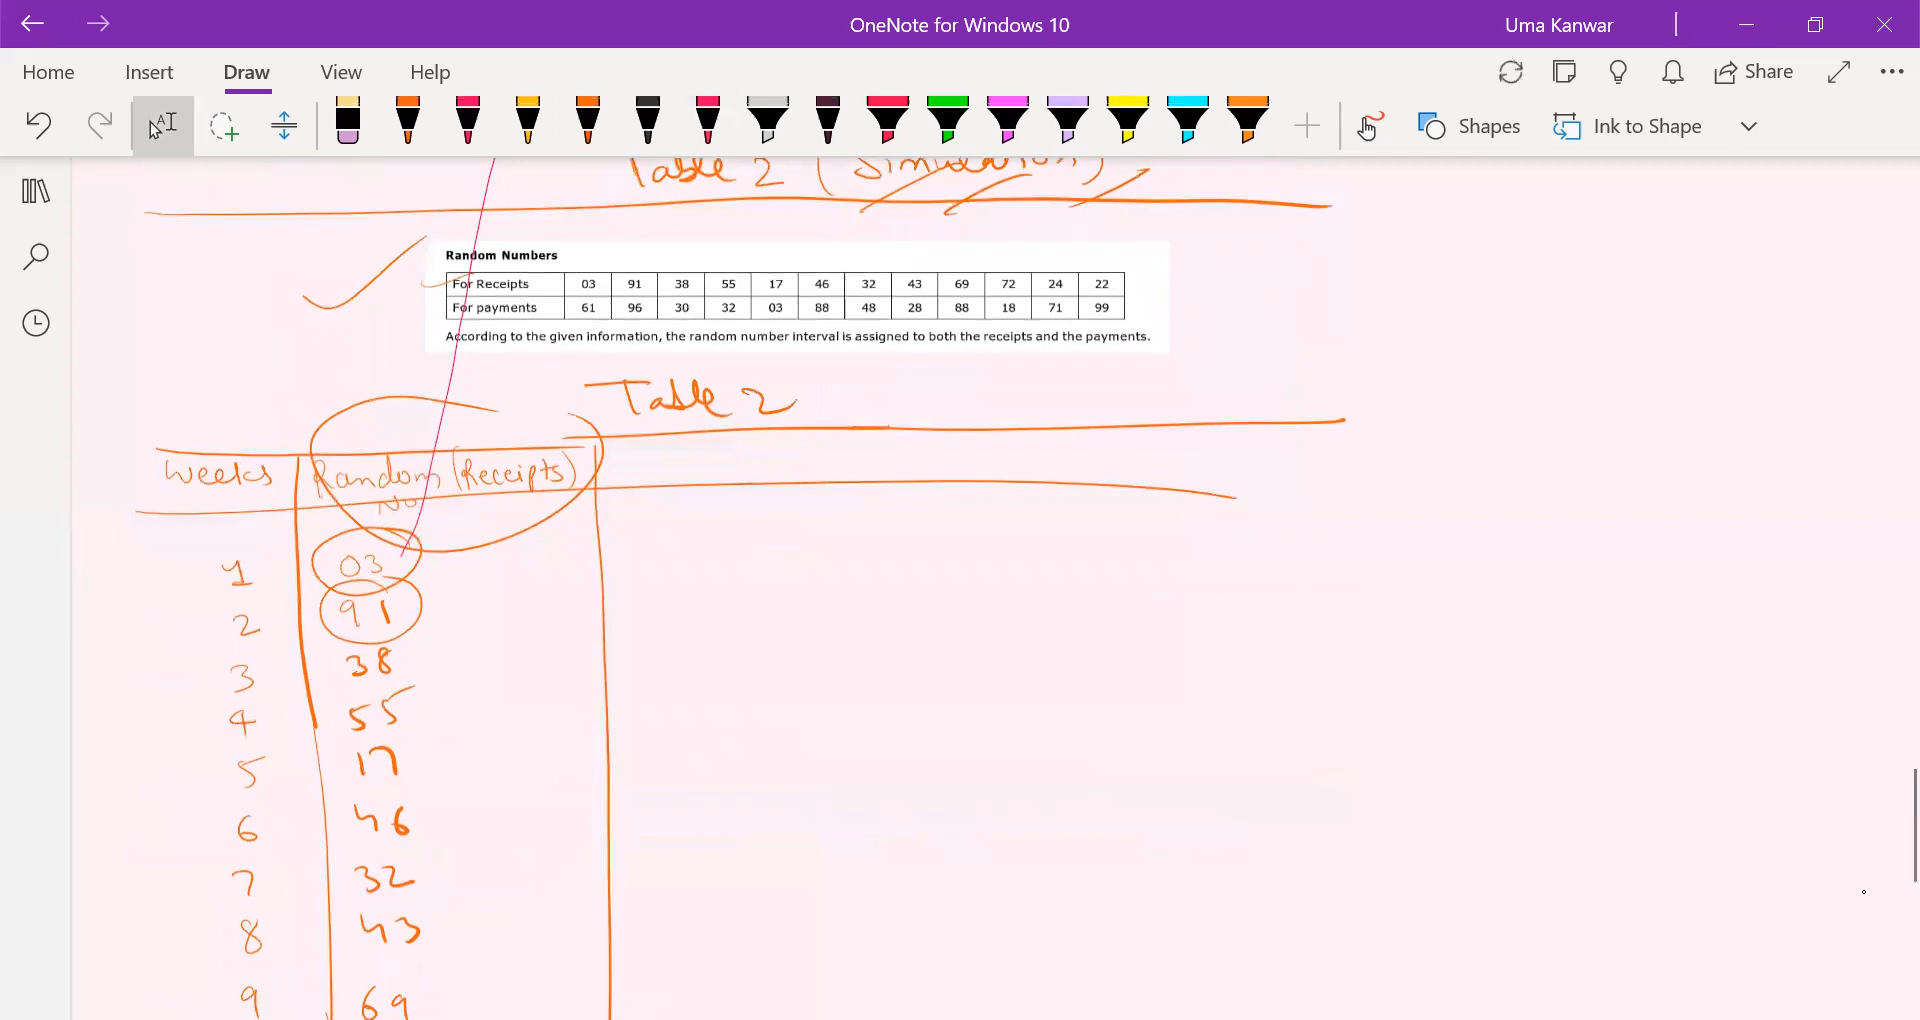 OneNote for Windows 10
Uma Kanwar
Home Insert Draw View Help
Share
Shapes
Ink to Shape
Table 2 (Simulation)
Random Numbers
For Receipts 03 91 38 55 17 46 32 43 69 72 24 22
For payments 61 96 30 32 03 88 48 28 88 18 71 99
According to the given information, the random number interval is assigned to both the receipts and the payments.
Table 2
Weeks Random (Receipts)
No
1 03
2 91
3 38
4 55
5 17
6 46
7 32
8 43
9 69